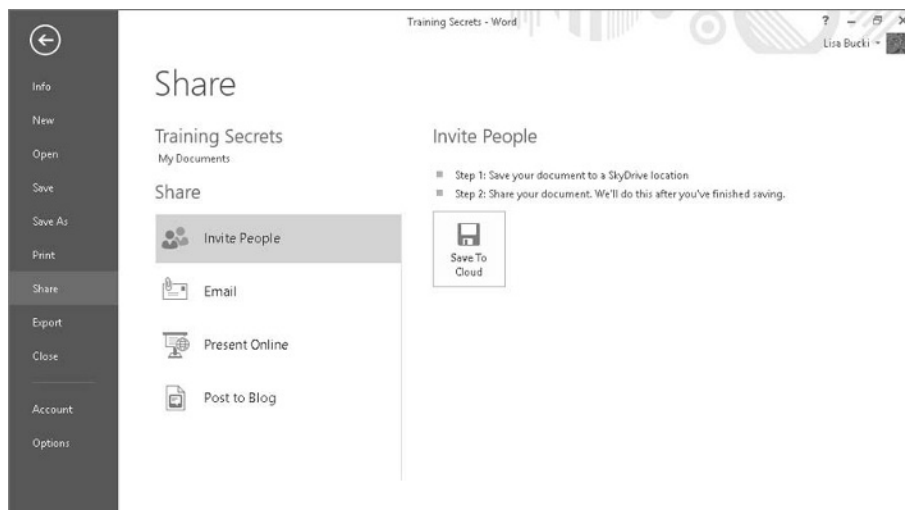 Training Secrets - Word
?
Lisa Bucki
Info
New
Open
Save
Save As
Print
Share
Export
Close
Account
Options
Share
Training Secrets
My Documents
Share
Invite People
Email
Present Online
Post to Blog
Invite People
Step 1: Save your document to a SkyDrive location
Step 2: Share your document. We'll do this after you've finished saving.
Save To
Cloud